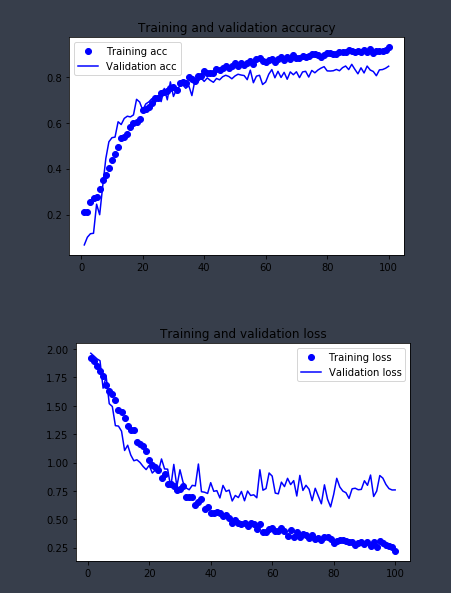 Training and validation accuracy
Training acc
Validation acc
0.8
0.6
0.4
0.2
0 20 40 60 80 100
Training and validation loss
2.00
Training loss
Validation loss
1.75
1.50
1.25
1.00
0.75
0.50
0.25
0 20 40 60 80 100